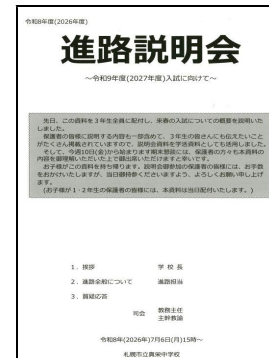 令和8年度(2026年度)
進路説明会
～令和9年度(2027年度)入試に向けて～
先日、この資料を3年生全員に配付し、来春の入試についての概要を説明いたしました。
保護者の皆様に説明する内容も一部含めて、3年生の皆さんにも伝えたいことがたくさん掲載されていますので、説明会資料を学活資料としても活用しました。
そして、今週10日(金)から始まります期末懇談には、保護者の方々も本資料の内容を御理解いただいた上で御出席いただけますと幸いです。
お子様がこの資料を持ち帰ります。説明会御参加の保護者の皆様には、お手数をおかけいたしますが、当日御持参くださいますよう、よろしくお願い申し上げます。
(お子様が1・2年生の保護者の皆様には、本資料は当日配付いたします。)
1．挨拶　学 校 長
2．進路全般について　進路担当
3．質疑応答
司会　教務主任
主幹教諭
令和8年(2026年)7月6日(月)15時～
札幌市立真栄中学校